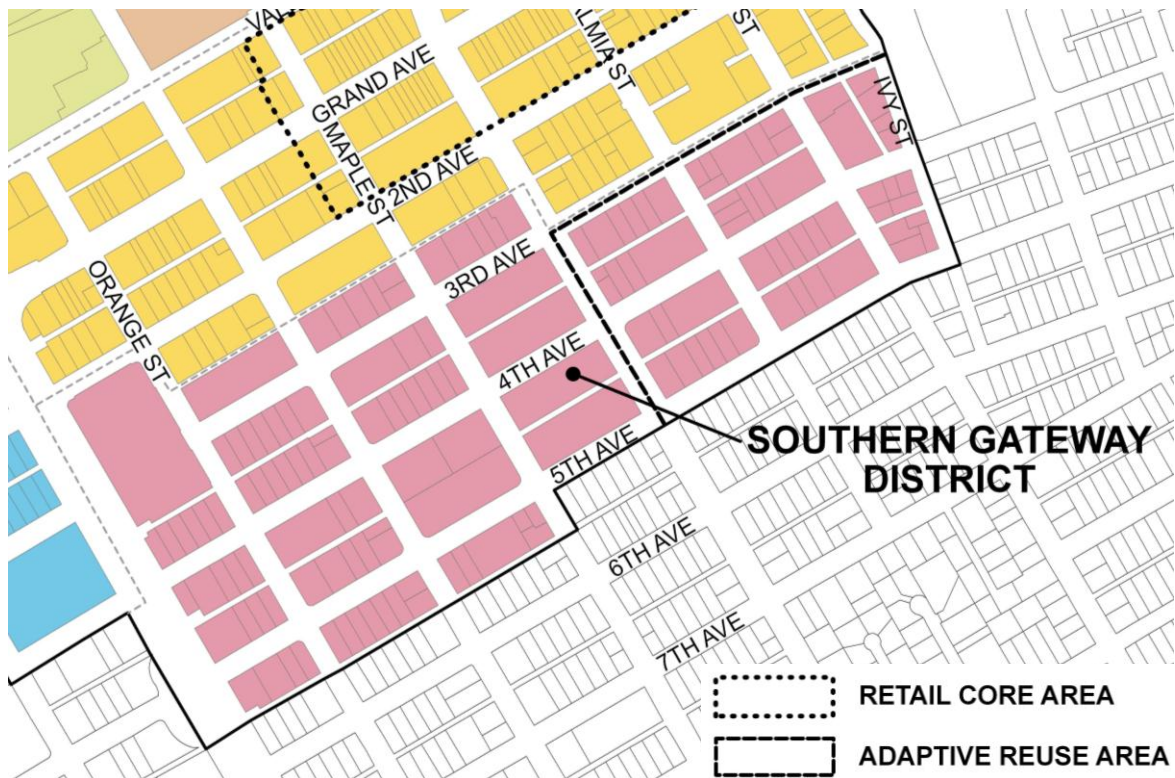 GRAND AVE
MAPLE ST
2ND AVE
ST
IVY ST
3RD AVE
ORANGE ST
4TH AVE
SOUTHERN GATEWAY
DISTRICT
5TH AVE
6TH AVE
7TH AVE
RETAIL CORE AREA
ADAPTIVE REUSE AREA